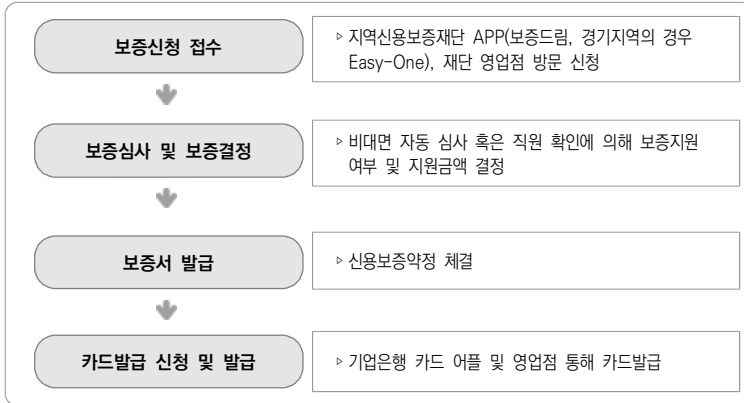 보증신청 접수
▹ 지역신용보증재단 APP(보증드림, 경기지역의 경우
Easy-One), 재단 영업점 방문 신청
보증심사 및 보증결정
▹ 비대면 자동 심사 혹은 직원 확인에 의해 보증지원
여부 및 지원금액 결정
보증서 발급
▹ 신용보증약정 체결
카드발급 신청 및 발급
▹ 기업은행 카드 어플 및 영업점 통해 카드발급